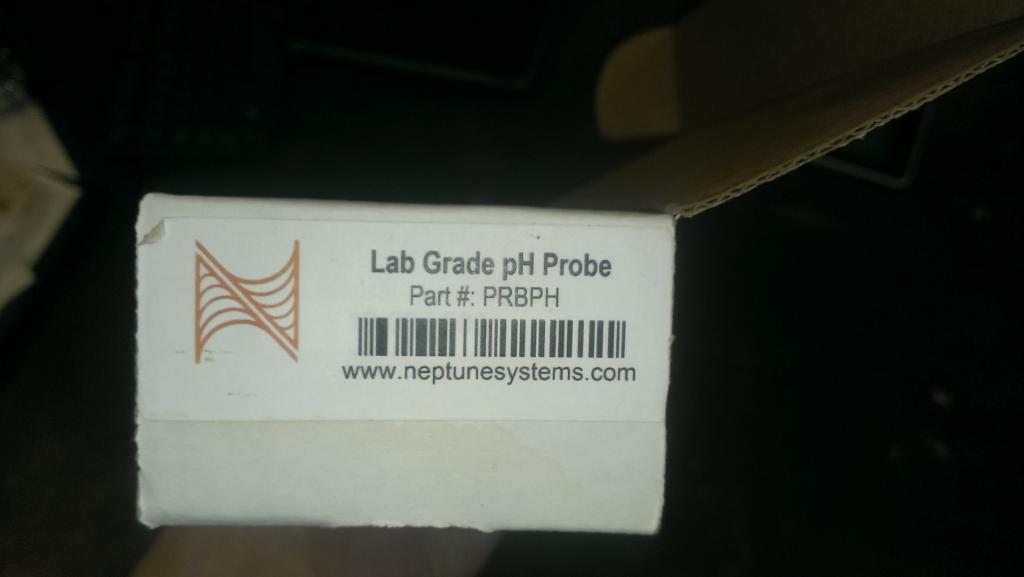 Lab Grade pH Probe
Part #: PRBPH
www.neptunesystems.com